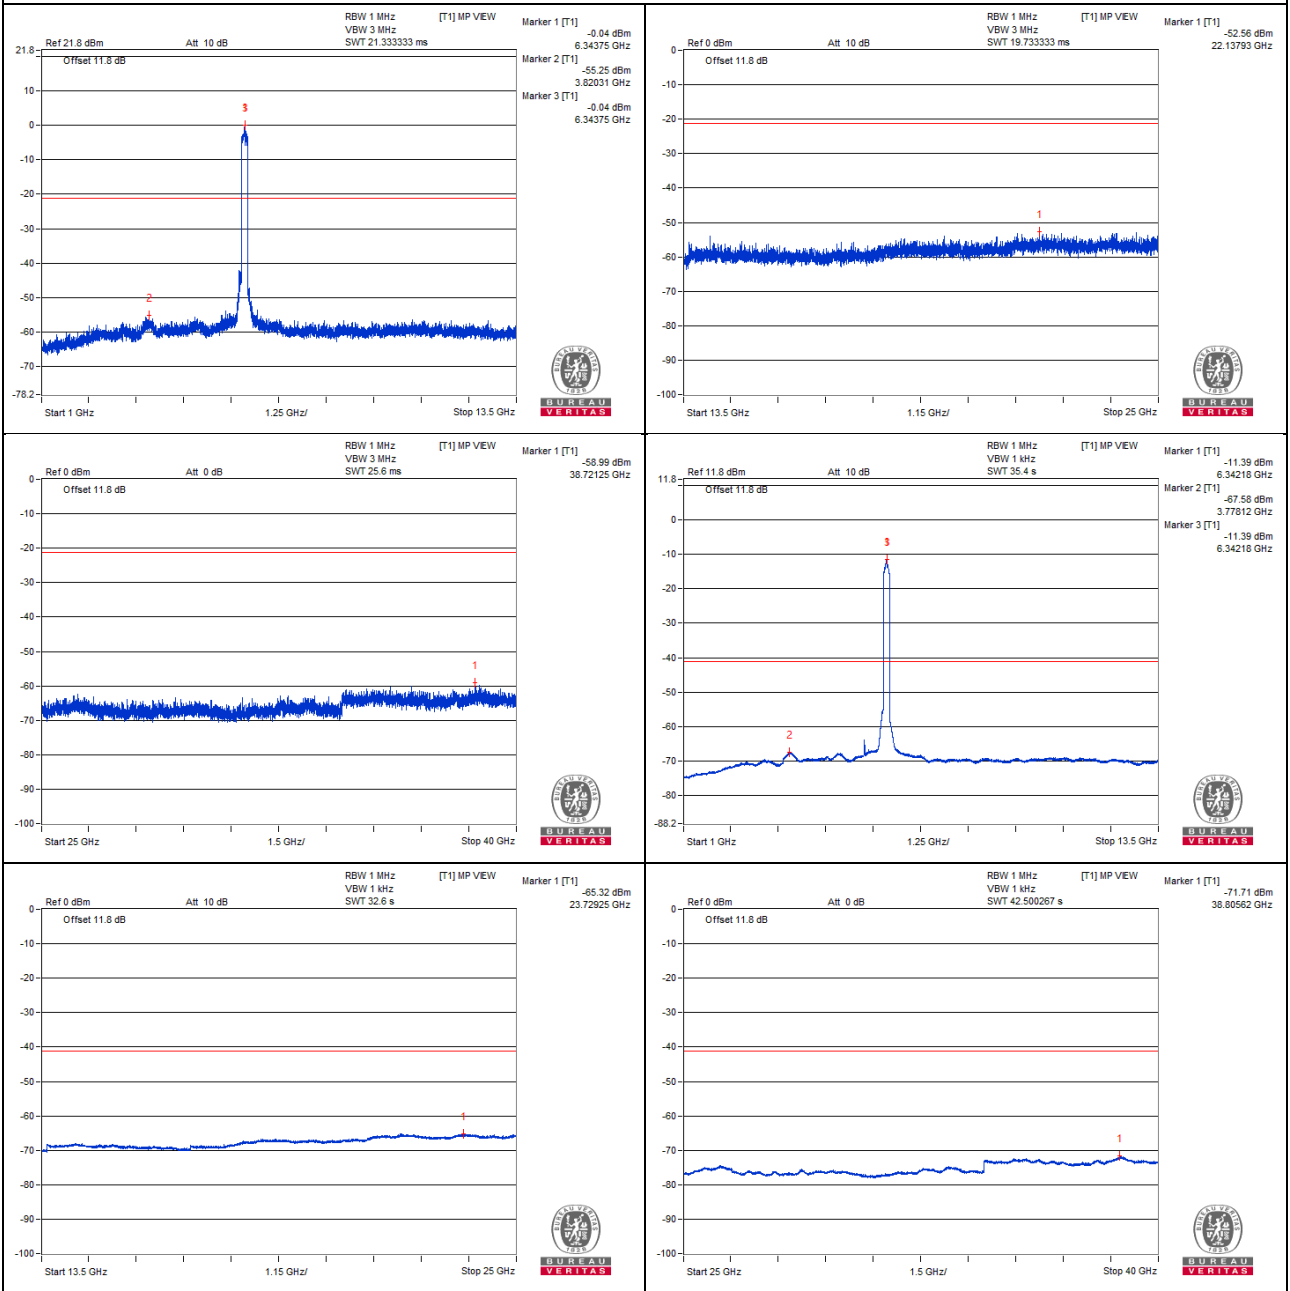 RBW 1 MHz [T1] MP VIEW
VBW 3 MHz
Ref 21.8 dBm Att 10 dB SWT 21.333333 ms
Offset 11.8 dB
Marker 1 [T1]
-0.04 dBm
6.34375 GHz
Marker 2 [T1]
-55.25 dBm
3.82031 GHz
Marker 3 [T1]
-0.04 dBm
6.34375 GHz
21.8
10
0
-10
-20
-30
-40
-50
-60
-70
-78.2
2
Start 1 GHz 1.25 GHz/ Stop 13.5 GHz
BUREAU
VERITAS
RBW 1 MHz [T1] MP VIEW
VBW 3 MHz
Ref 0 dBm Att 10 dB SWT 19.733333 ms
Offset 11.8 dB
Marker 1 [T1]
-52.56 dBm
22.13793 GHz
0
-10
-20
-30
-40
-50
-60
-70
-80
-90
-100
1
Start 13.5 GHz 1.15 GHz/ Stop 25 GHz
BUREAU
VERITAS
RBW 1 MHz [T1] MP VIEW
VBW 3 MHz
Ref 0 dBm Att 0 dB SWT 25.6 ms
Offset 11.8 dB
Marker 1 [T1]
-58.99 dBm
38.72125 GHz
0
-10
-20
-30
-40
-50
-60
-70
-80
-90
-100
1
Start 25 GHz 1.5 GHz/ Stop 40 GHz
BUREAU
VERITAS
RBW 1 MHz [T1] MP VIEW
VBW 1 kHz
Ref 11.8 dBm Att 10 dB SWT 35.4 s
Offset 11.8 dB
Marker 1 [T1]
-11.39 dBm
6.34218 GHz
Marker 2 [T1]
-67.58 dBm
3.77812 GHz
Marker 3 [T1]
-11.39 dBm
6.34218 GHz
11.8
0
-10
-20
-30
-40
-50
-60
-70
-80
-88.2
2
Start 1 GHz 1.25 GHz/ Stop 13.5 GHz
BUREAU
VERITAS
RBW 1 MHz [T1] MP VIEW
VBW 1 kHz
Ref 0 dBm Att 10 dB SWT 32.6 s
Offset 11.8 dB
Marker 1 [T1]
-65.32 dBm
23.72925 GHz
0
-10
-20
-30
-40
-50
-60
-70
-80
-90
-100
1
Start 13.5 GHz 1.15 GHz/ Stop 25 GHz
BUREAU
VERITAS
RBW 1 MHz [T1] MP VIEW
VBW 1 kHz
Ref 0 dBm Att 0 dB SWT 42.500267 s
Offset 11.8 dB
Marker 1 [T1]
-71.71 dBm
38.80562 GHz
0
-10
-20
-30
-40
-50
-60
-70
-80
-90
-100
1
Start 25 GHz 1.5 GHz/ Stop 40 GHz
BUREAU
VERITAS